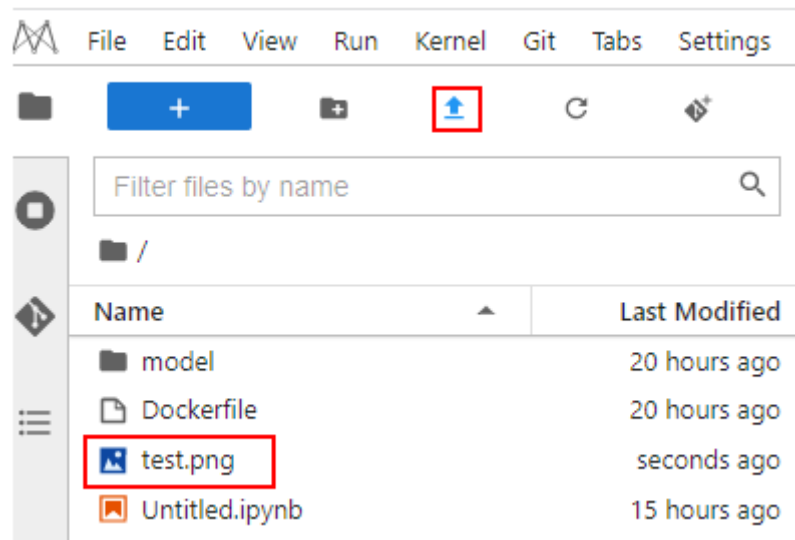 File Edit View Run Kernel Git Tabs Settings
Filter files by name
/
Name Last Modified
model 20 hours ago
Dockerfile 20 hours ago
test.png seconds ago
Untitled.ipynb 15 hours ago